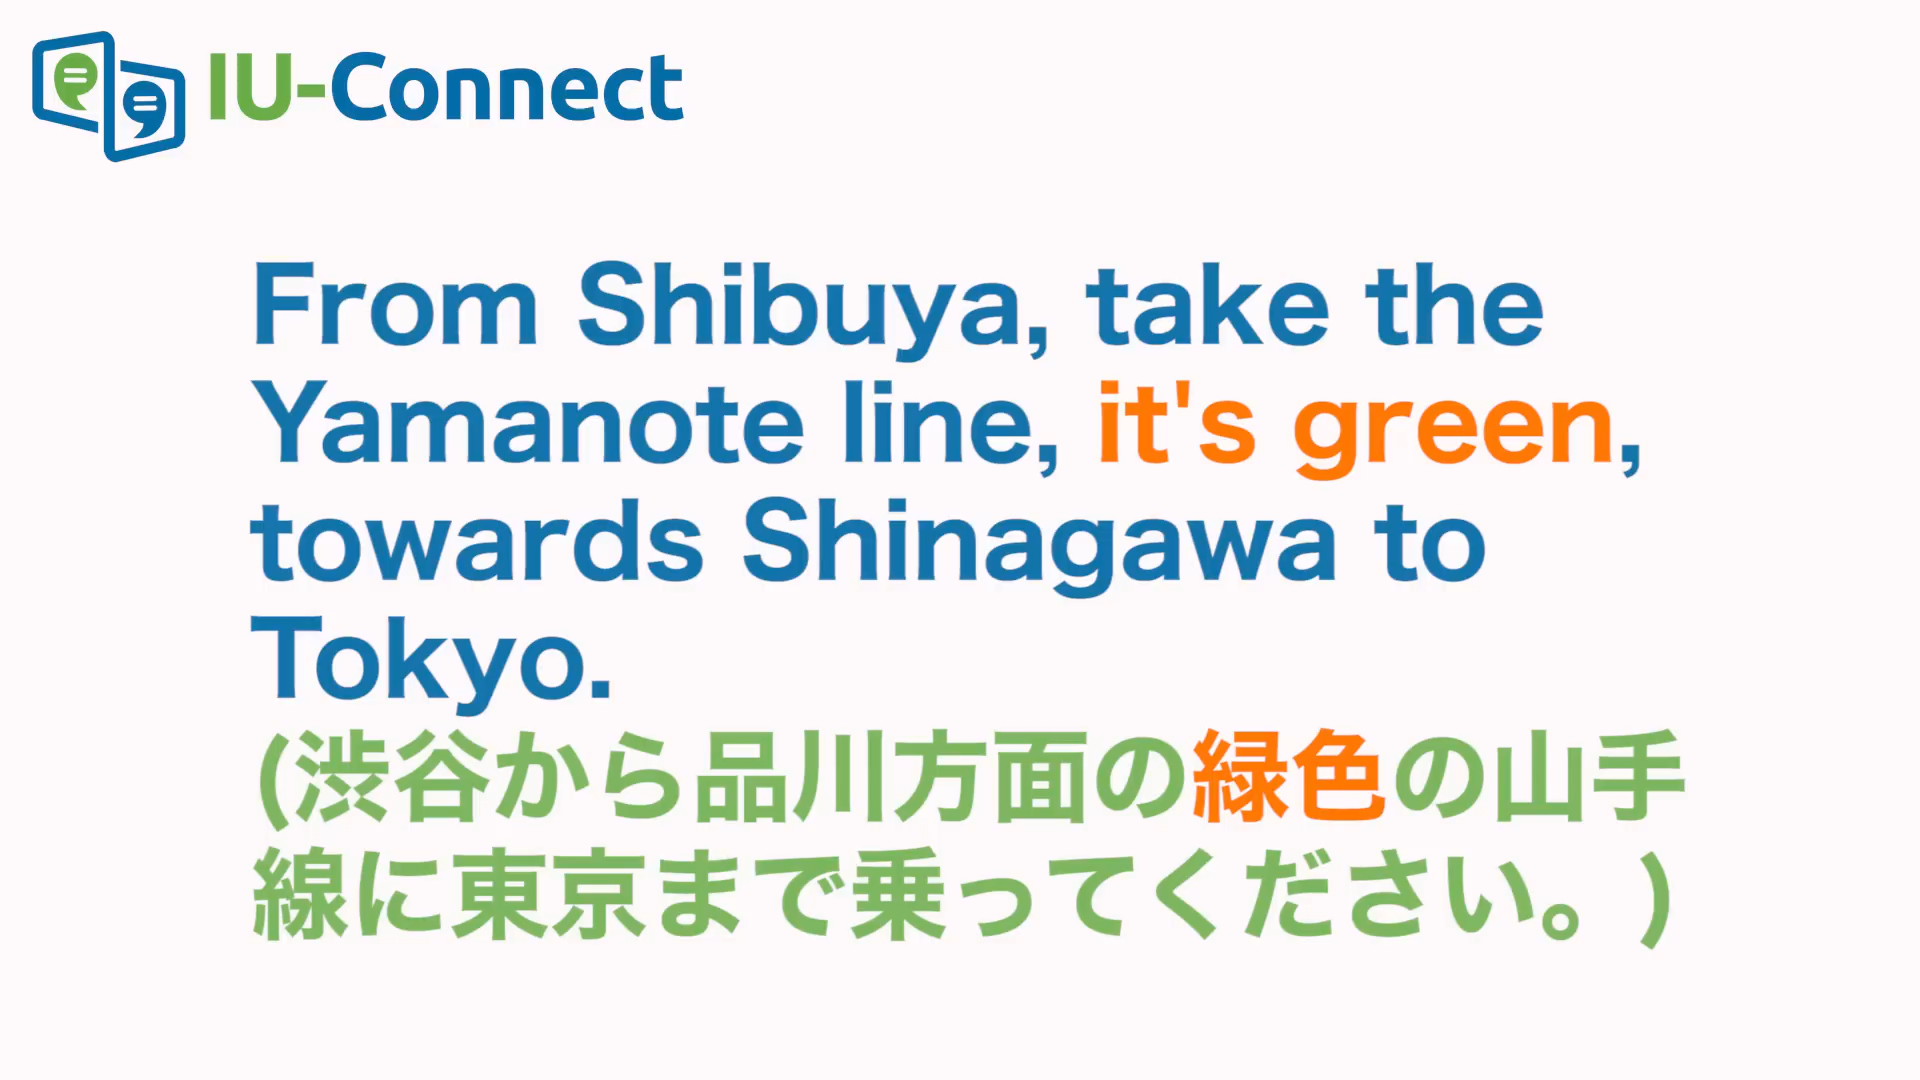 IU-Connect
From Shibuya, take the
Yamanote line, it's green,
towards Shinagawa to
Tokyo.
(渋谷から品川方面の緑色の山手
線に東京まで乗ってください。)